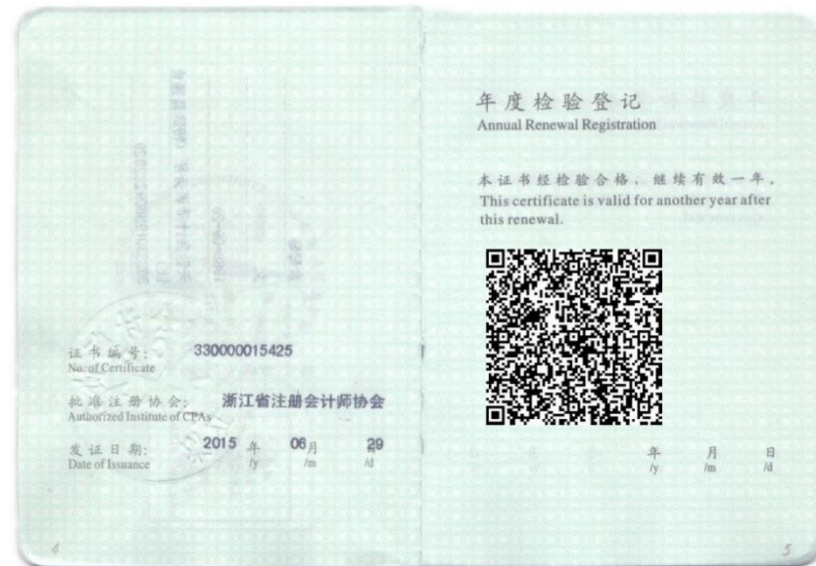 证书编号: 330000015425
No. of Certificate
批准注册协会: 浙江省注册会计师协会
Authorized Institute of CPAs
发证日期: 2015 年 06月 29日
Date of Issuance /y /m /d
4
年度检验登记
Annual Renewal Registration
本证书经检验合格，继续有效一年。
This certificate is valid for another year after
this renewal.
年 月 日
/y /m /d
5